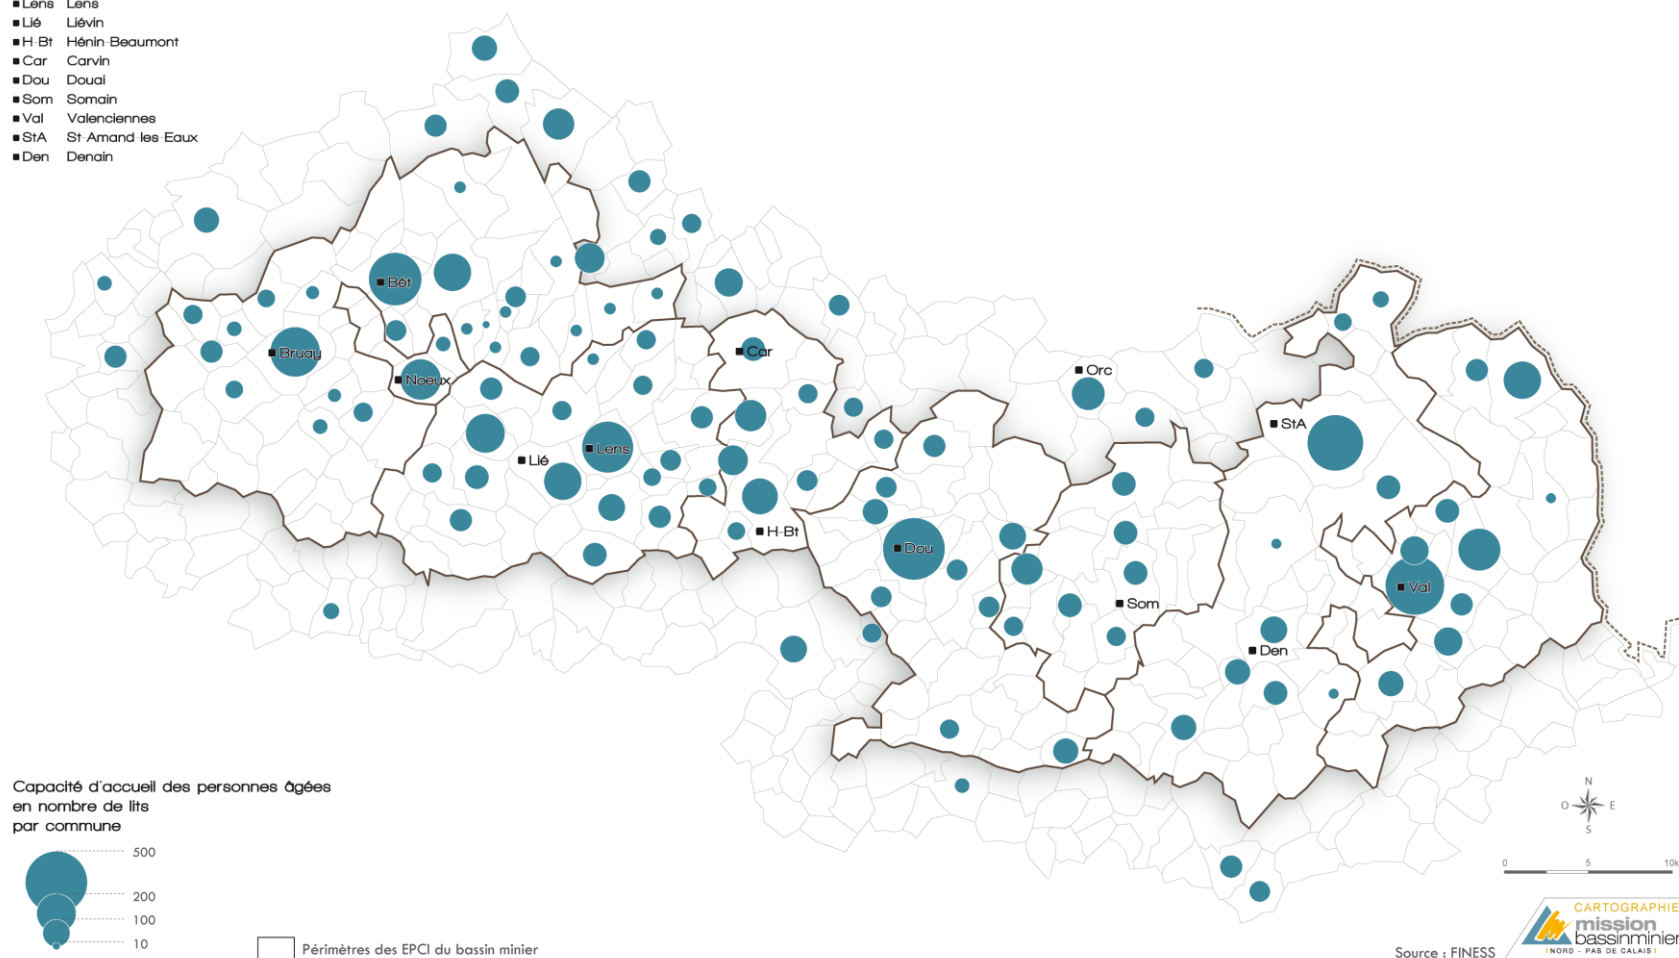 Lens Lens
Lié Liévin
H-Bt Hénin-Beaumont
Car Carvin
Dou Douai
Som Somain
Val Valenciennes
StA St-Amand-les-Eaux
Den Denain
Bét
Bruay
Noeux
Car
Orc
StA
Lié
Lens
H-Bt
Dou
Val
Som
Den
Capacité d'accueil des personnes âgées
en nombre de lits
par commune
500
200
100
10
Périmètres des EPCI du bassin minier
N
O E
S
0 5 10k
Source : FINESS
CARTOGRAPHIE
mission
bassinminier
NORD - PAS DE CALAIS